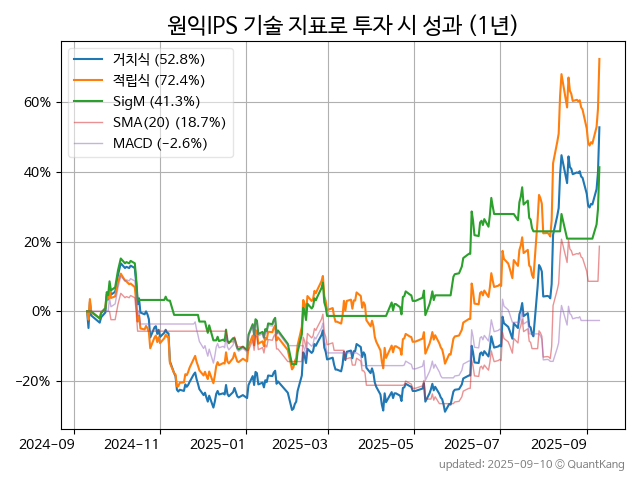 원익IPS 기술 지표로 투자 시 성과 (1년)
거치식 (52.8%)
적립식 (72.4%)
SigM (41.3%)
SMA(20) (18.7%)
MACD (-2.6%)
60%
40%
20%
0%
-20%
2024-09 2024-11 2025-01 2025-03 2025-05 2025-07 2025-09
updated: 2025-09-10 © QuantKang